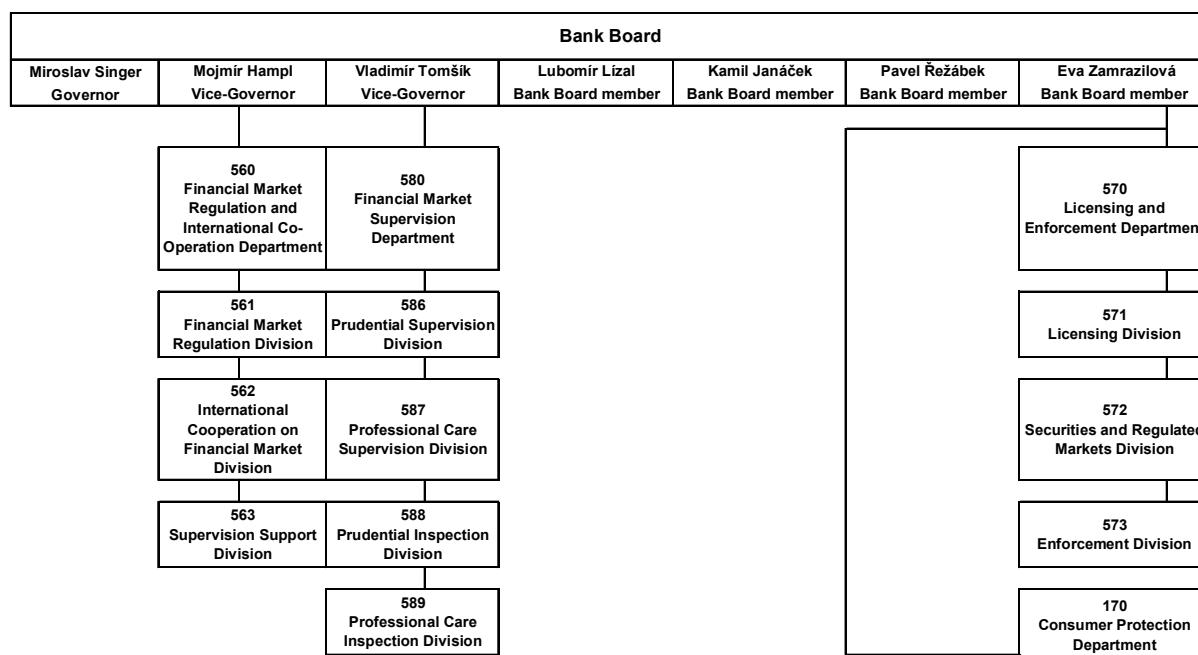 Bank Board
Miroslav Singer
Governor
Mojmír Hampl
Vice-Governor
Vladimír Tomšík
Vice-Governor
Lubomír Lízal
Bank Board member
Kamil Janáček
Bank Board member
Pavel Řežábek
Bank Board member
Eva Zamrazilová
Bank Board member
560
Financial Market
Regulation and
International Co-
Operation Department
580
Financial Market
Supervision
Department
570
Licensing and
Enforcement Departmen
561
Financial Market
Regulation Division
586
Prudential Supervision
Division
571
Licensing Division
562
International
Cooperation on
Financial Market
Division
587
Professional Care
Supervision Division
572
Securities and Regulated
Markets Division
563
Supervision Support
Division
588
Prudential Inspection
Division
573
Enforcement Division
589
Professional Care
Inspection Division
170
Consumer Protection
Department